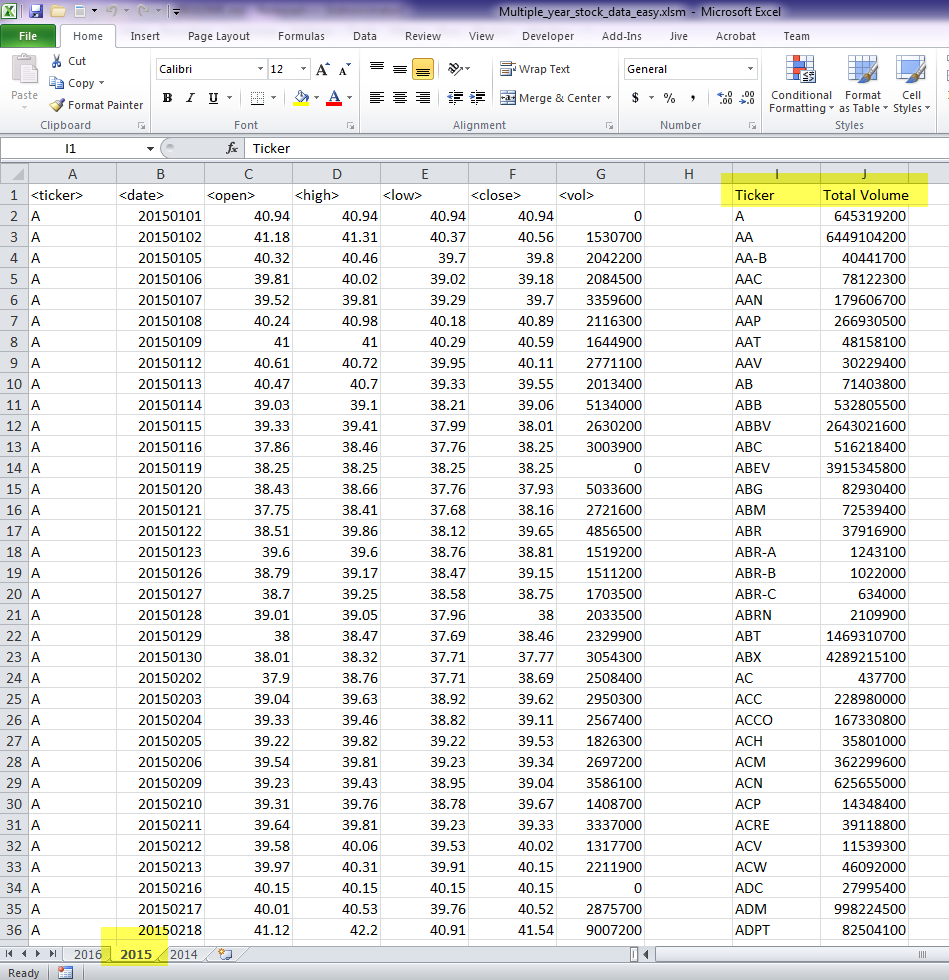 Multiple_year_stock_data_easy.xlsm - Microsoft Excel
File Home Insert Page Layout Formulas Data Review View Developer Add-Ins Jive Acrobat Team
Paste Cut Copy Format Painter Clipboard
Calibri 12 B I U A A A Font
Wrap Text Merge & Center Alignment
General $ % , .00 .0 Number
Conditional Formatting Format as Table Cell Styles Styles
I1 fx Ticker
A B C D E F G H I J
1 <ticker> <date> <open> <high> <low> <close> <vol> Ticker Total Volume
2 A 20150101 40.94 40.94 40.94 40.94 0 A 645319200
3 A 20150102 41.18 41.31 40.37 40.56 1530700 AA 6449104200
4 A 20150105 40.32 40.46 39.7 39.8 2042200 AA-B 40441700
5 A 20150106 39.81 40.02 39.02 39.18 2084500 AAC 78122300
6 A 20150107 39.52 39.81 39.29 39.7 3359600 AAN 179606700
7 A 20150108 40.24 40.98 40.18 40.89 2116300 AAP 266930500
8 A 20150109 41 41 40.29 40.59 1644900 AAT 48158100
9 A 20150112 40.61 40.72 39.95 40.11 2771100 AAV 30229400
10 A 20150113 40.47 40.7 39.33 39.55 2013400 AB 71403800
11 A 20150114 39.03 39.1 38.21 39.06 5134000 ABB 532805500
12 A 20150115 39.33 39.41 37.99 38.01 2630200 ABBV 2643021600
13 A 20150116 37.86 38.46 37.76 38.25 3003900 ABC 516218400
14 A 20150119 38.25 38.25 38.25 38.25 0 ABEV 3915345800
15 A 20150120 38.43 38.66 37.76 37.93 5033600 ABG 82930400
16 A 20150121 37.75 38.41 37.68 38.16 2721600 ABM 72539400
17 A 20150122 38.51 39.86 38.12 39.65 4856500 ABR 37916900
18 A 20150123 39.6 39.6 38.76 38.81 1519200 ABR-A 1243100
19 A 20150126 38.79 39.17 38.47 39.15 1511200 ABR-B 1022000
20 A 20150127 38.7 39.25 38.58 38.75 1703500 ABR-C 634000
21 A 20150128 39.01 39.05 37.96 38 2033500 ABRN 2109900
22 A 20150129 38 38.47 37.69 38.46 2329900 ABT 1469310700
23 A 20150130 38.01 38.32 37.71 37.77 3054300 ABX 4289215100
24 A 20150202 37.9 38.76 37.71 38.69 2508400 AC 437700
25 A 20150203 39.04 39.63 38.92 39.62 2950300 ACC 228980000
26 A 20150204 39.33 39.46 38.82 39.11 2567400 ACCO 167330800
27 A 20150205 39.22 39.82 39.22 39.53 1826300 ACH 35801000
28 A 20150206 39.54 39.81 39.23 39.34 2697200 ACM 362299600
29 A 20150209 39.23 39.43 38.95 39.04 3586100 ACN 625655000
30 A 20150210 39.31 39.76 38.78 39.67 1408700 ACP 14348400
31 A 20150211 39.64 39.81 39.23 39.33 3337000 ACRE 39118800
32 A 20150212 39.58 40.06 39.53 40.02 1317700 ACV 11539300
33 A 20150213 39.97 40.31 39.91 40.15 2211900 ACW 46092000
34 A 20150216 40.15 40.15 40.15 40.15 0 ADC 27995400
35 A 20150217 40.01 40.53 39.76 40.52 2875700 ADM 998224500
36 A 20150218 41.12 42.2 40.91 41.54 9007200 ADPT 82504100
2016 2015 2014
Ready